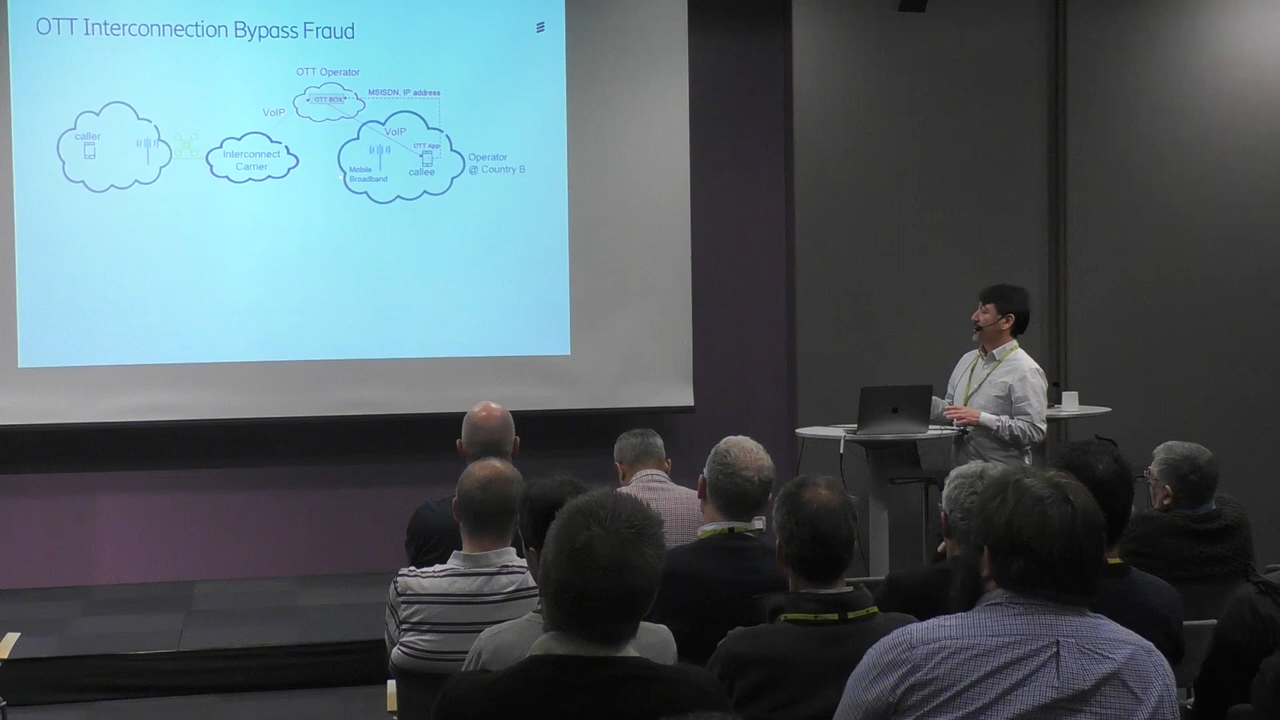 OTT Interconnection Bypass Fraud
OTT Operator
MSISDN, IP address
OTT BOX
VoIP
VoIP
caller
OTT App
Interconnect
Carrier
Operator
@ Country B
Mobile
Broadband
callee